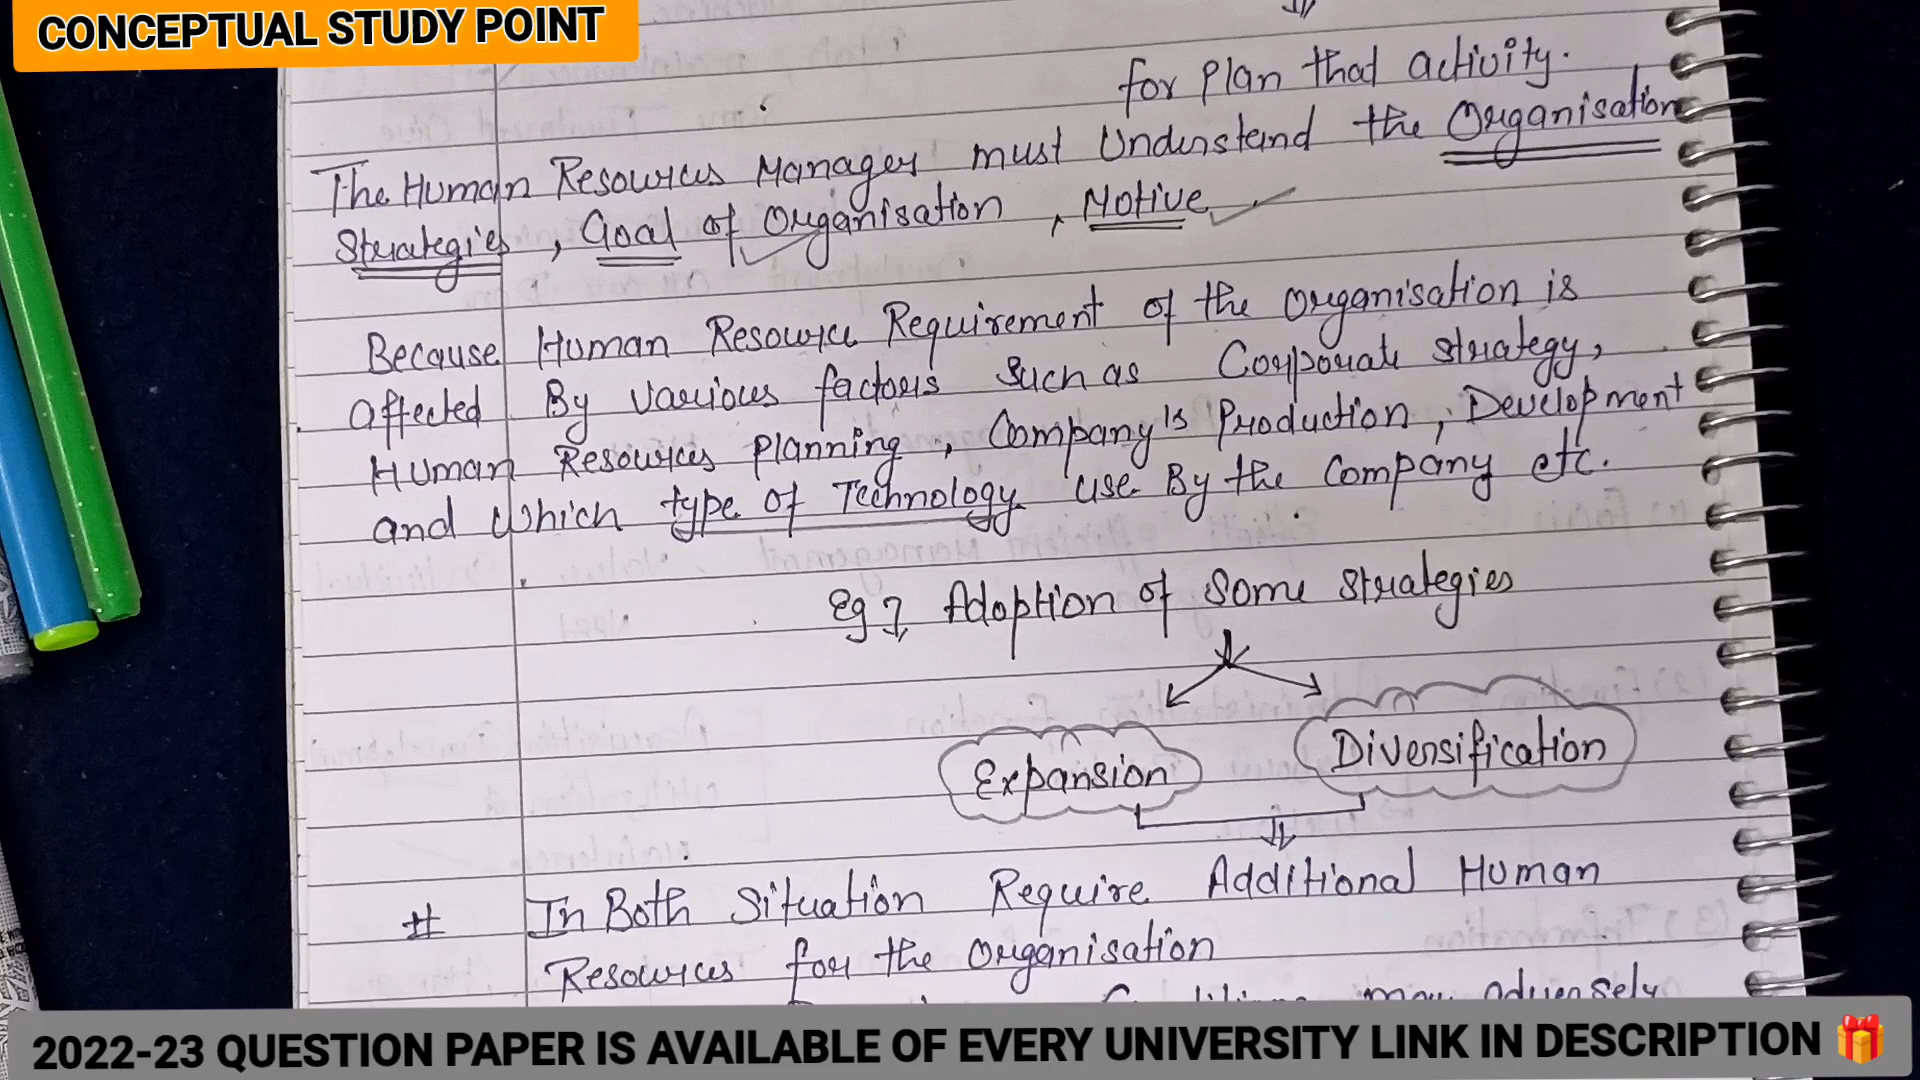 CONCEPTUAL STUDY POINT
for Plan that activity.
The Human Resources Manager must Understand the Organisation
Strategies, Goal of Organisation, Motive
Because Human Resource Requirement of the Organisation is
affected By various factors such as Corporate strategy,
Human Resources Planning, Company's Production, Development
and Which type of Technology use By the Company etc.
Eg Adoption of Some Strategies
Expansion
Diversification
# In Both Situation Require Additional Human
Resources for the Organisation
may adversely
2022-23 QUESTION PAPER IS AVAILABLE OF EVERY UNIVERSITY LINK IN DESCRIPTION 🎁